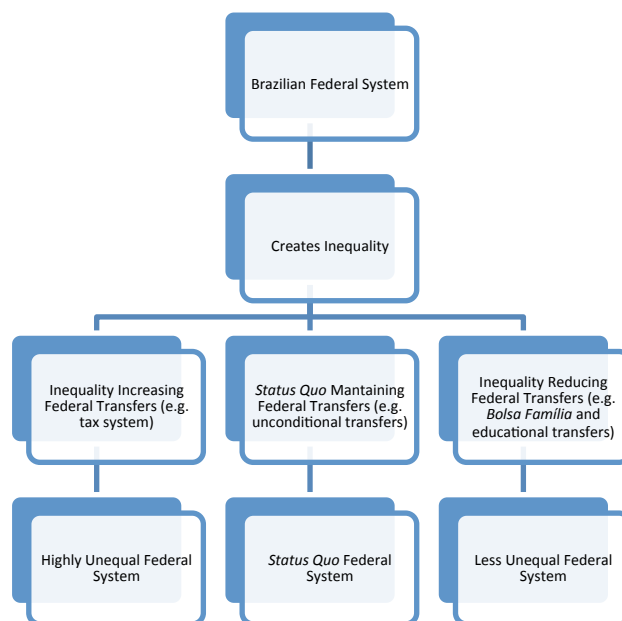 Brazilian Federal System
Creates Inequality
Inequality Increasing
Federal Transfers (e.g.
tax system)
Status Quo Mantaining
Federal Transfers (e.g.
unconditional transfers)
Inequality Reducing
Federal Transfers (e.g.
Bolsa Família and
educational transfers)
Highly Unequal Federal
System
Status Quo Federal
System
Less Unequal Federal
System